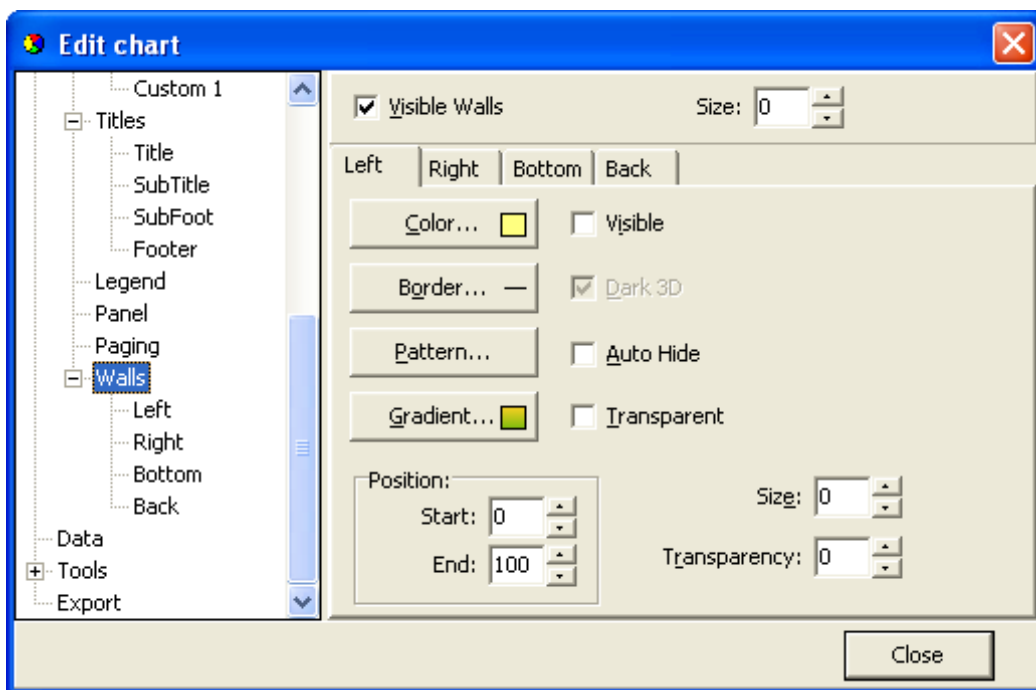 Edit chart
Custom 1
Titles
Title
SubTitle
SubFoot
Footer
Legend
Panel
Paging
Walls
Left
Right
Bottom
Back
Data
Tools
Export
Visible Walls Size: 0
Left Right Bottom Back
Color... Visible
Border... Dark 3D
Pattern... Auto Hide
Gradient... Transparent
Position:
Start: 0
End: 100
Size: 0
Transparency: 0
Close